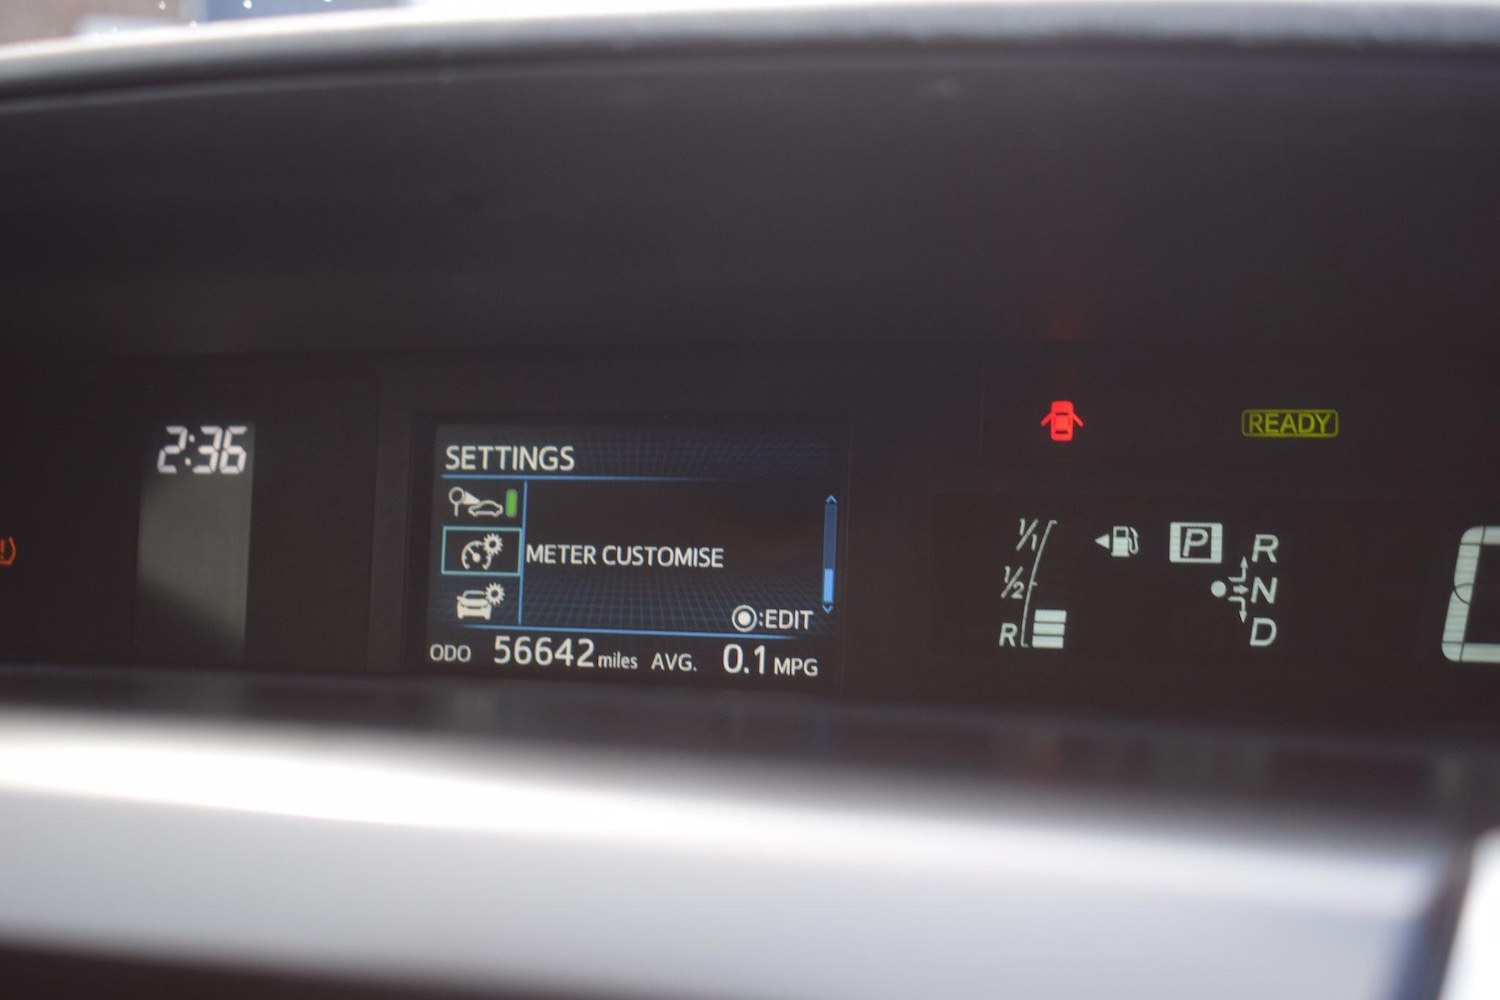 2:36
SETTINGS
METER CUSTOMISE
:EDIT
ODO 56642 miles AVG. 0.1 MPG
READY
1/1
1/2
R
P
R
N
D